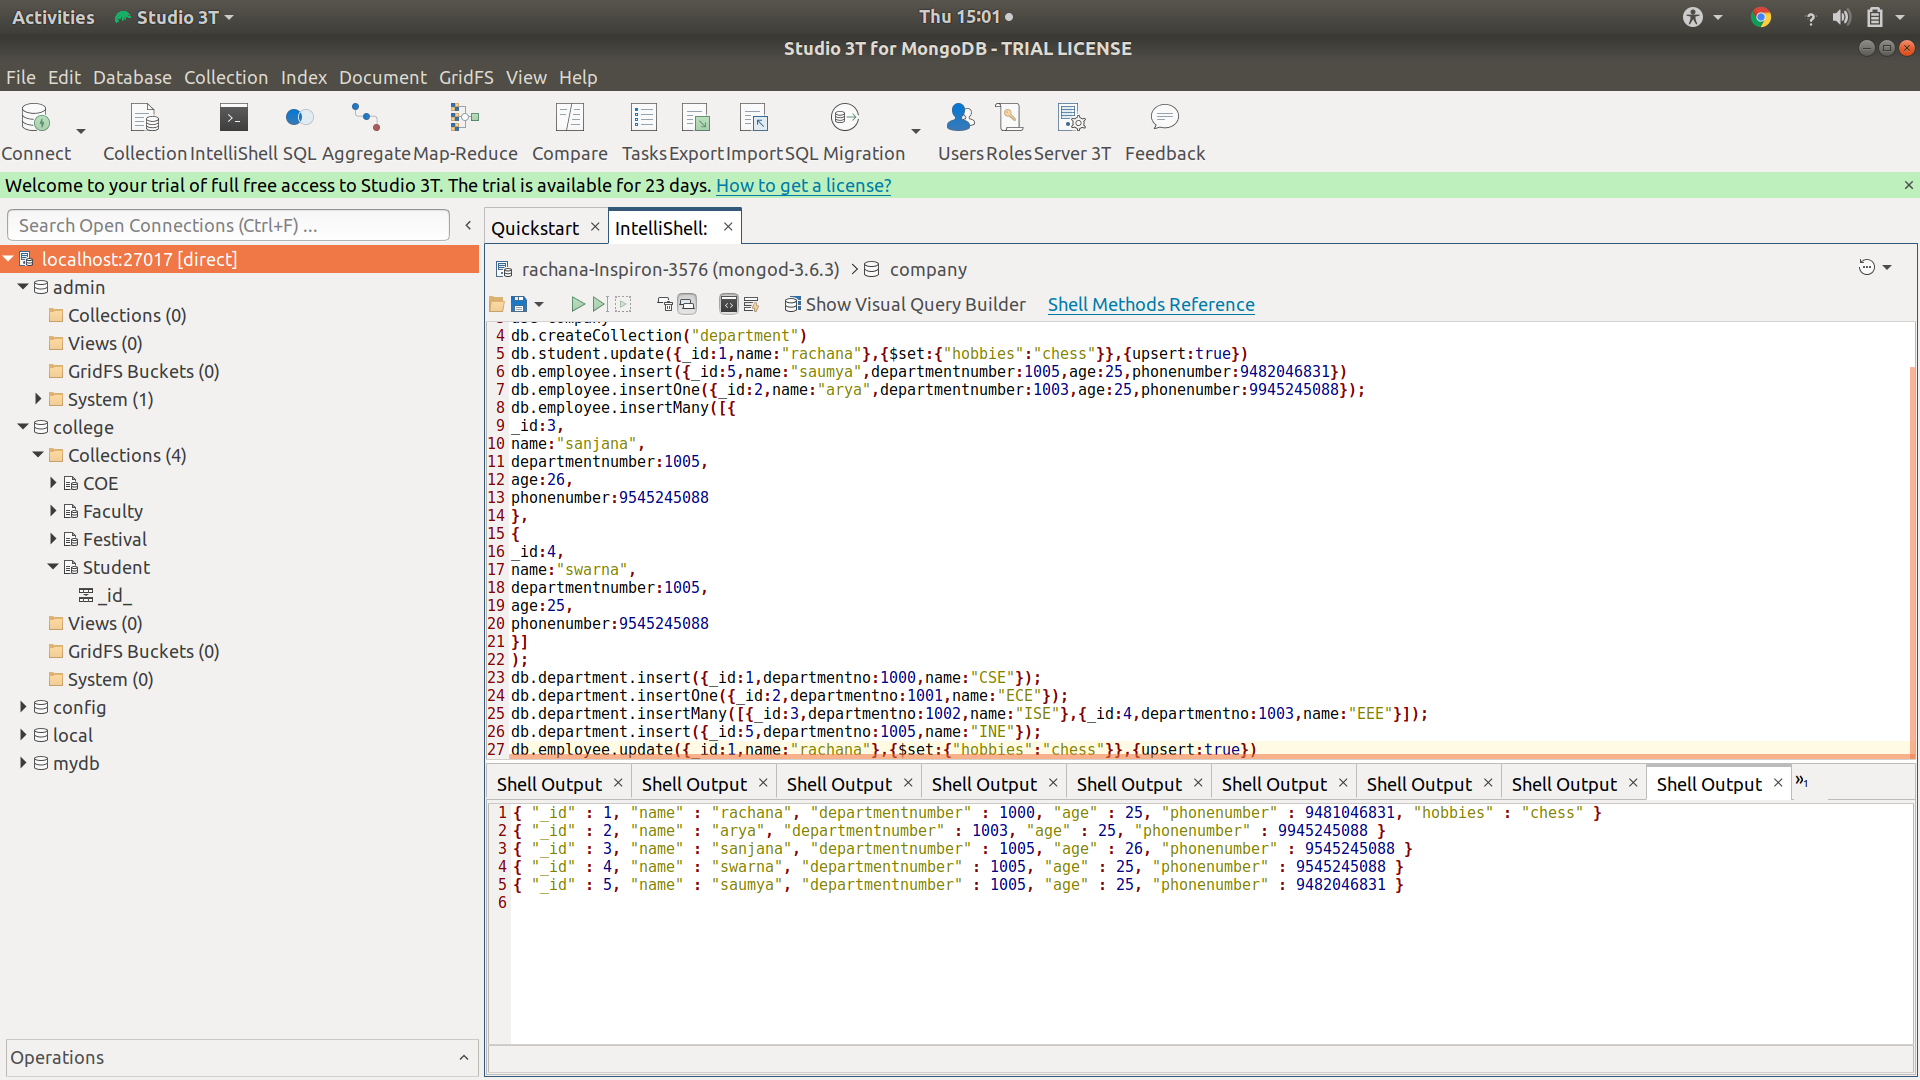 Activities Studio 3T Thu 15:01
Studio 3T for MongoDB - TRIAL LICENSE
File Edit Database Collection Index Document GridFS View Help
Connect Collection IntelliShell SQL Aggregate Map-Reduce Compare Tasks Export Import SQL Migration Users Roles Server 3T Feedback
Welcome to your trial of full free access to Studio 3T. The trial is available for 23 days. How to get a license?
Search Open Connections (Ctrl+F) ...
localhost:27017 [direct]
admin
Collections (0)
Views (0)
GridFS Buckets (0)
System (1)
college
Collections (4)
COE
Faculty
Festival
Student
_id_
Views (0)
GridFS Buckets (0)
System (0)
config
local
mydb
Operations
Quickstart IntelliShell:
rachana-Inspiron-3576 (mongod-3.6.3) company
Show Visual Query Builder Shell Methods Reference
4 db.createCollection("department")
5 db.student.update({_id:1,name:"rachana"},{$set:{"hobbies":"chess"}},{upsert:true})
6 db.employee.insert({_id:5,name:"saumya",departmentnumber:1005,age:25,phonenumber:9482046831})
7 db.employee.insertOne({_id:2,name:"arya",departmentnumber:1003,age:25,phonenumber:9945245088});
8 db.employee.insertMany([{
9 _id:3,
10 name:"sanjana",
11 departmentnumber:1005,
12 age:26,
13 phonenumber:9545245088
14 },
15 {
16 _id:4,
17 name:"swarna",
18 departmentnumber:1005,
19 age:25,
20 phonenumber:9545245088
21 }]
22 );
23 db.department.insert({_id:1,departmentno:1000,name:"CSE"});
24 db.department.insertOne({_id:2,departmentno:1001,name:"ECE"});
25 db.department.insertMany([{_id:3,departmentno:1002,name:"ISE"},{_id:4,departmentno:1003,name:"EEE"}]);
26 db.department.insert({_id:5,departmentno:1005,name:"INE"});
27 db.employee.update({_id:1,name:"rachana"},{$set:{"hobbies":"chess"}},{upsert:true})
Shell Output Shell Output Shell Output Shell Output Shell Output Shell Output Shell Output Shell Output Shell Output »1
1 { "_id" : 1, "name" : "rachana", "departmentnumber" : 1000, "age" : 25, "phonenumber" : 9481046831, "hobbies" : "chess" }
2 { "_id" : 2, "name" : "arya", "departmentnumber" : 1003, "age" : 25, "phonenumber" : 9945245088 }
3 { "_id" : 3, "name" : "sanjana", "departmentnumber" : 1005, "age" : 26, "phonenumber" : 9545245088 }
4 { "_id" : 4, "name" : "swarna", "departmentnumber" : 1005, "age" : 25, "phonenumber" : 9545245088 }
5 { "_id" : 5, "name" : "saumya", "departmentnumber" : 1005, "age" : 25, "phonenumber" : 9482046831 }
6